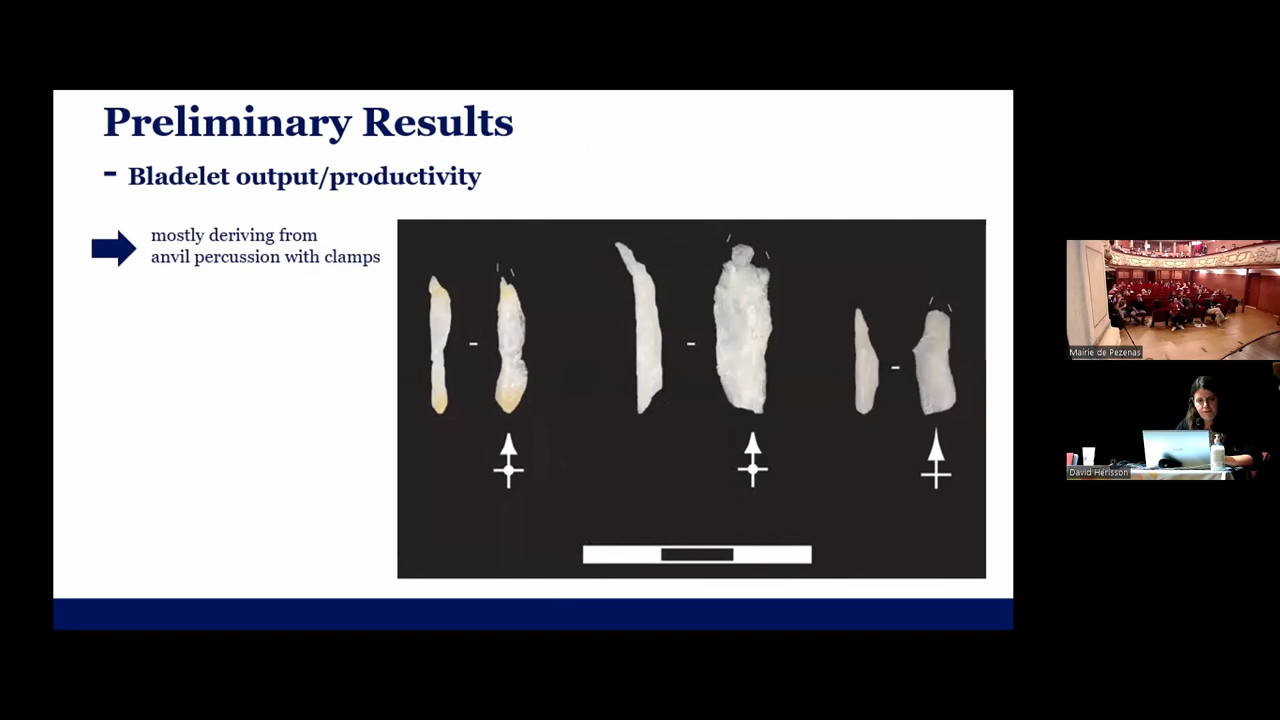 Preliminary Results
- Bladelet output/productivity
mostly deriving from
anvil percussion with clamps
Mairie de Pezenas
David Hérisson